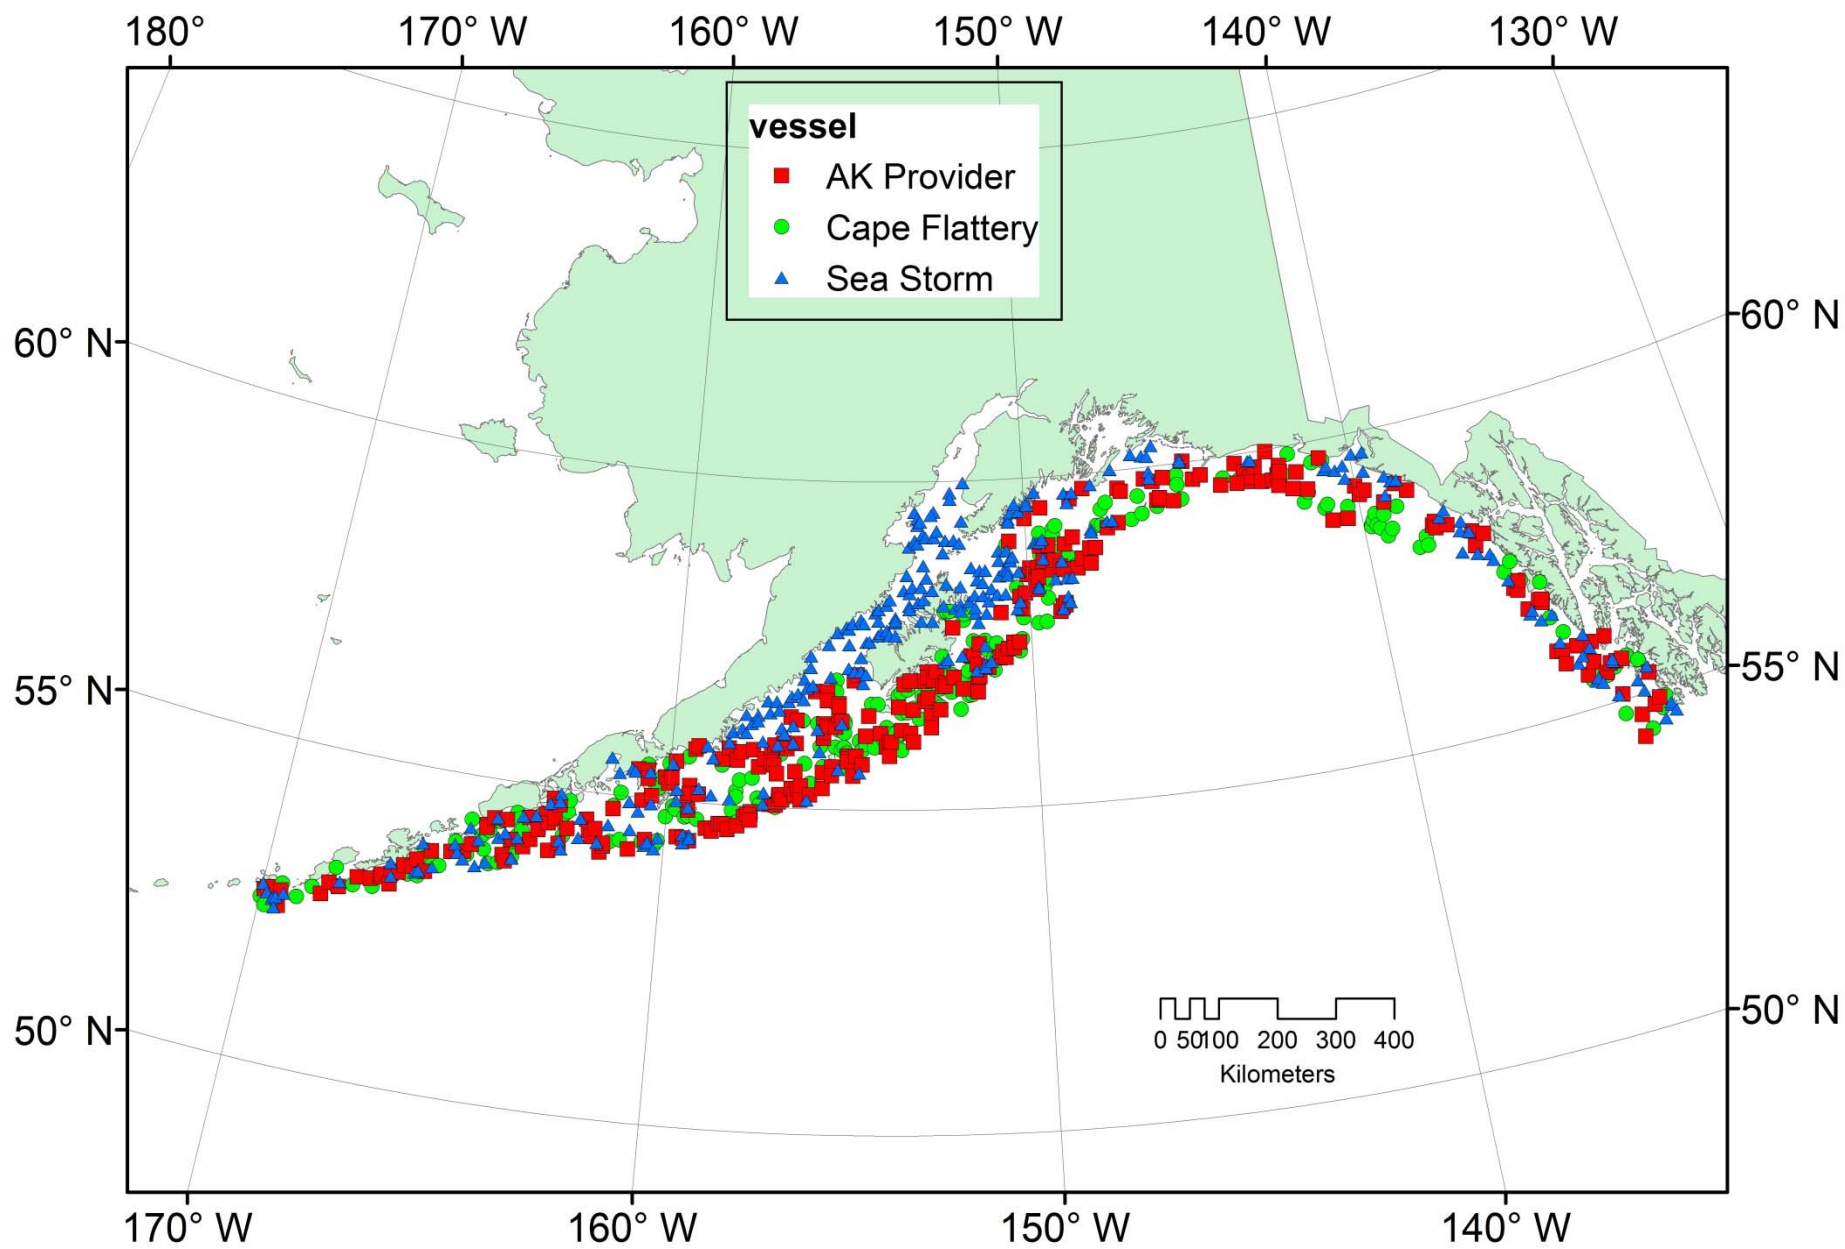 180° 170° W 160° W 150° W 140° W 130° W
vessel
AK Provider
Cape Flattery
Sea Storm
60° N 60° N
55° N 55° N
50° N 50° N
0 50 100 200 300 400
Kilometers
170° W 160° W 150° W 140° W